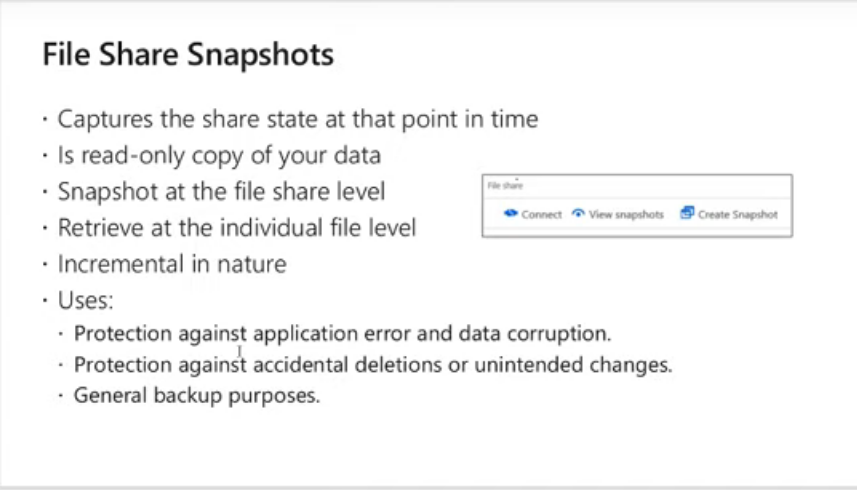 File Share Snapshots
· Captures the share state at that point in time
· Is read-only copy of your data
· Snapshot at the file share level
File share
Connect View snapshots Create Snapshot
· Retrieve at the individual file level
· Incremental in nature
· Uses:
· Protection against application error and data corruption.
· Protection against accidental deletions or unintended changes.
· General backup purposes.